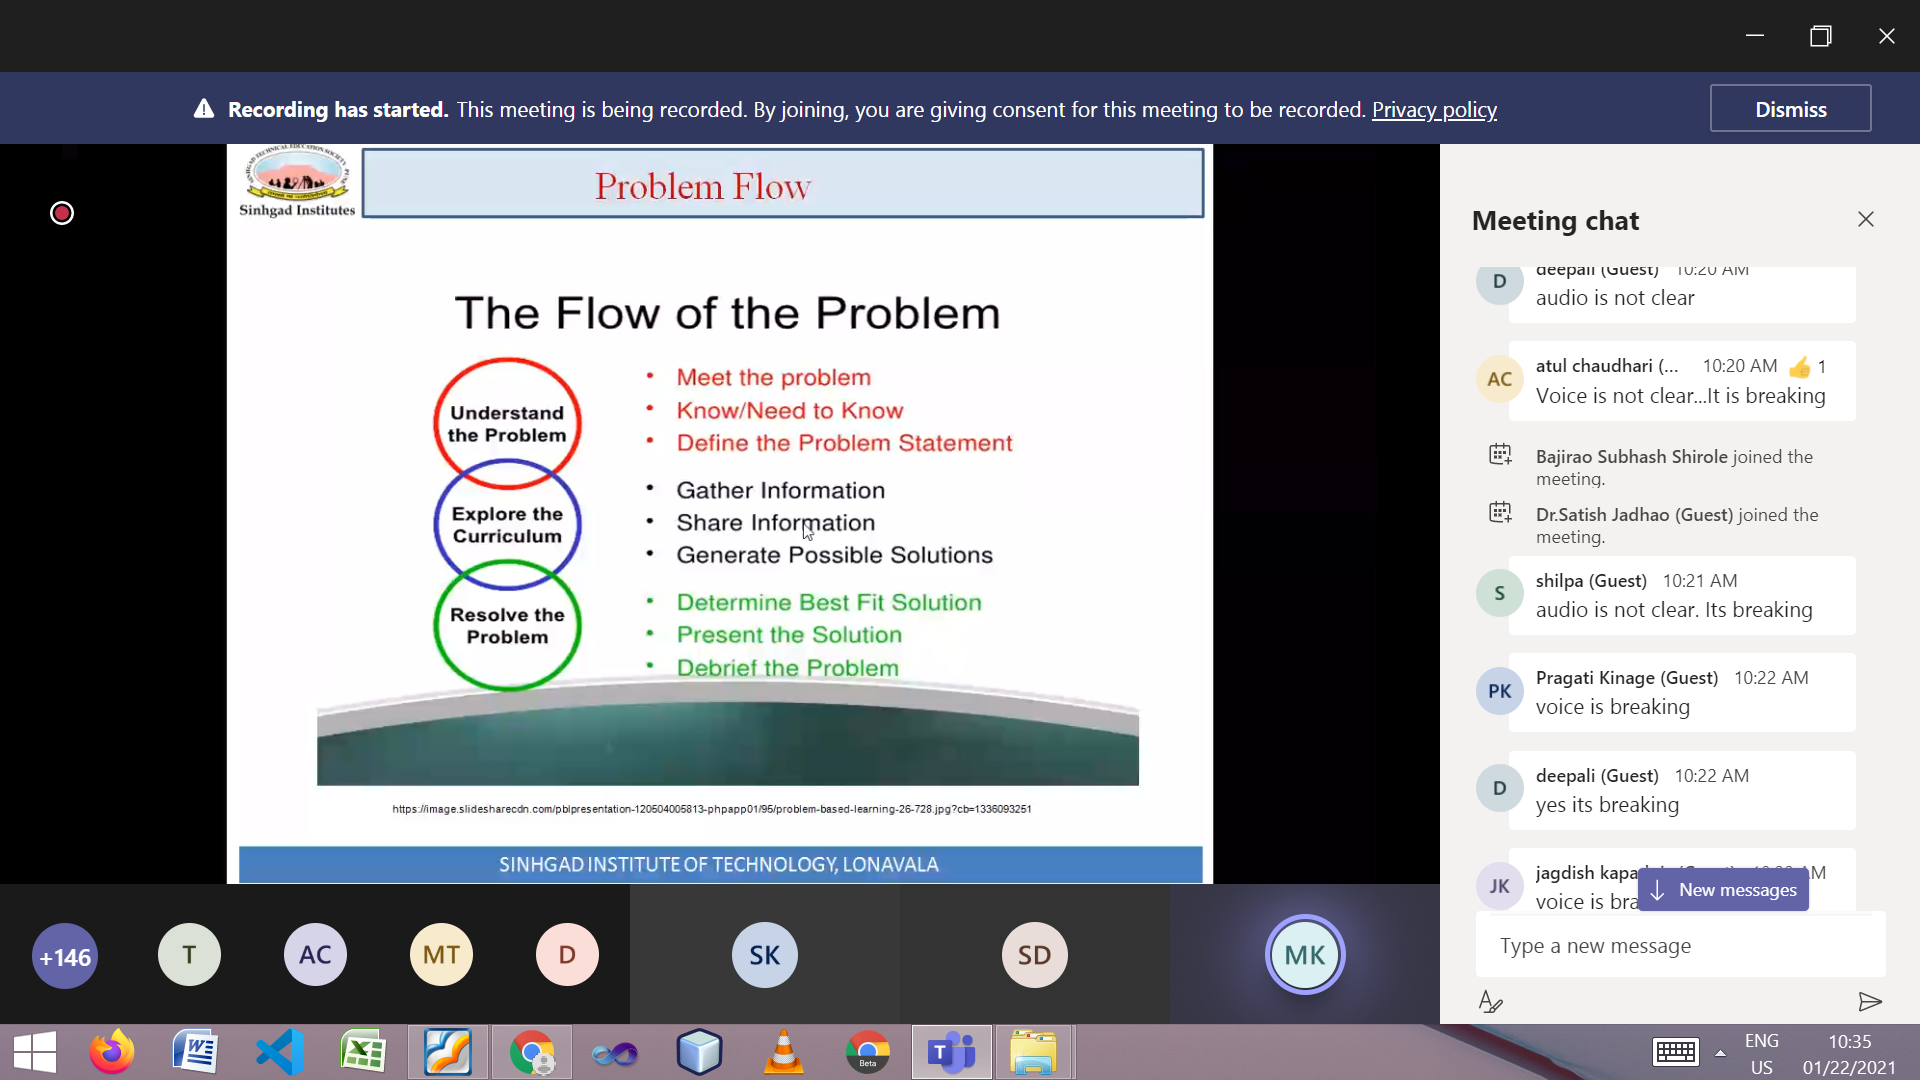 Recording has started. This meeting is being recorded. By joining, you are giving consent for this meeting to be recorded. Privacy policy
Dismiss
Sinhgad Institutes
Problem Flow
The Flow of the Problem
Understand
the Problem
• Meet the problem
• Know/Need to Know
• Define the Problem Statement
Explore the
Curriculum
• Gather Information
• Share Information
• Generate Possible Solutions
Resolve the
Problem
• Determine Best Fit Solution
• Present the Solution
• Debrief the Problem
https://image.slidesharecdn.com/pblpresentation-120504005813-phpapp01/95/problem-based-learning-26-728.jpg?cb=1336093251
SINHGAD INSTITUTE OF TECHNOLOGY, LONAVALA
+146
T
AC
MT
D
SK
SD
MK
Meeting chat
D
deepali (Guest) 10:20 AM
audio is not clear
AC
atul chaudhari (... 10:20 AM 1
Voice is not clear...It is breaking
Bajirao Subhash Shirole joined the
meeting.
Dr.Satish Jadhao (Guest) joined the
meeting.
S
shilpa (Guest) 10:21 AM
audio is not clear. Its breaking
PK
Pragati Kinage (Guest) 10:22 AM
voice is breaking
D
deepali (Guest) 10:22 AM
yes its breaking
JK
jagdish
voice is
New messages
Type a new message
T
Beta
ENG
US
10:35
01/22/2021